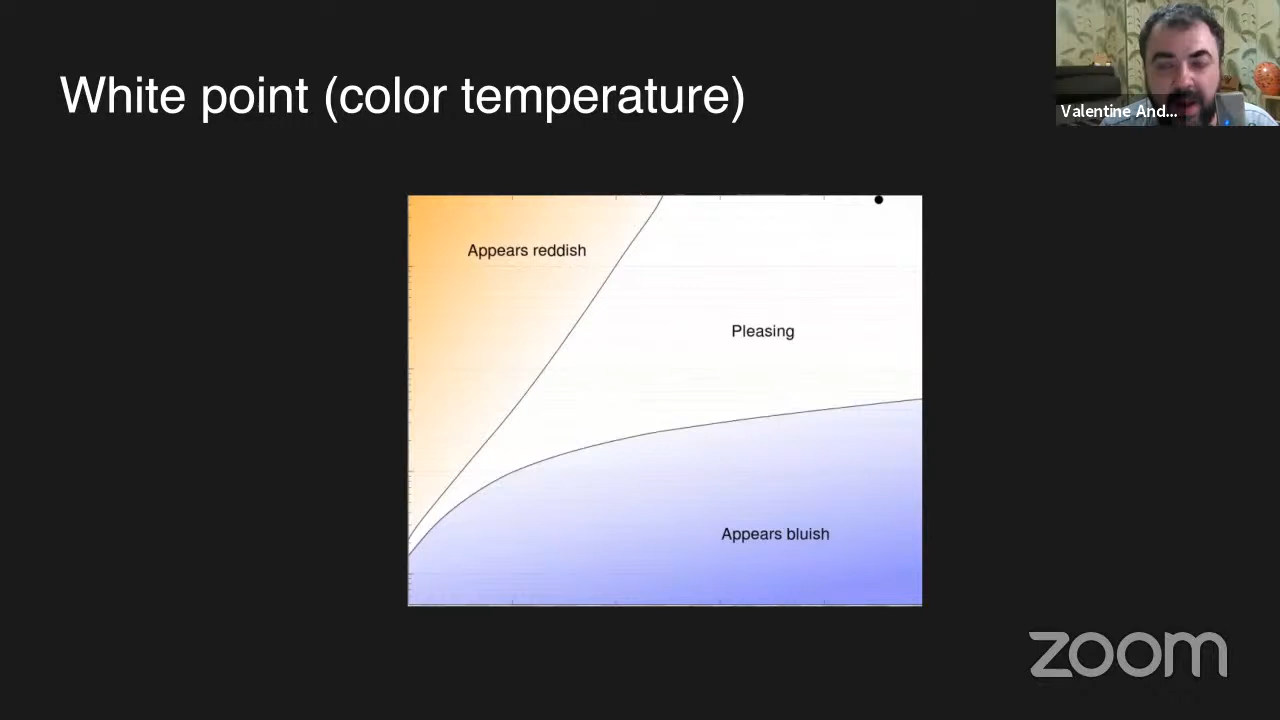 White point (color temperature)
Valentine And...
Appears reddish
Pleasing
Appears bluish
zoom